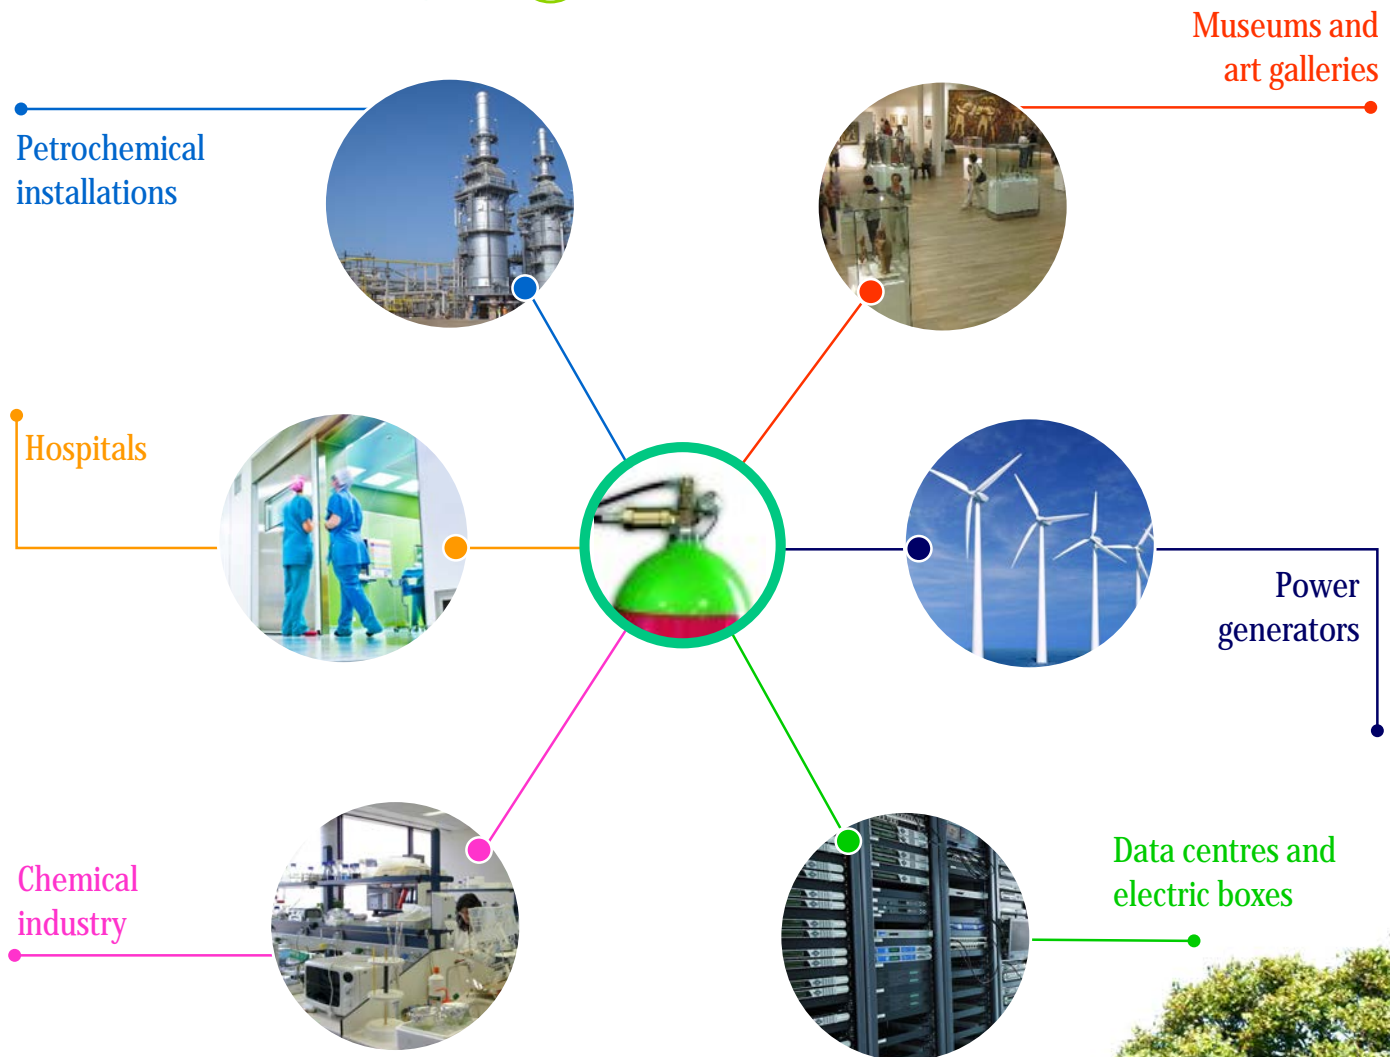 Museums and
art galleries
Petrochemical
installations
Hospitals
Power
generators
Chemical
industry
Data centres and
electric boxes